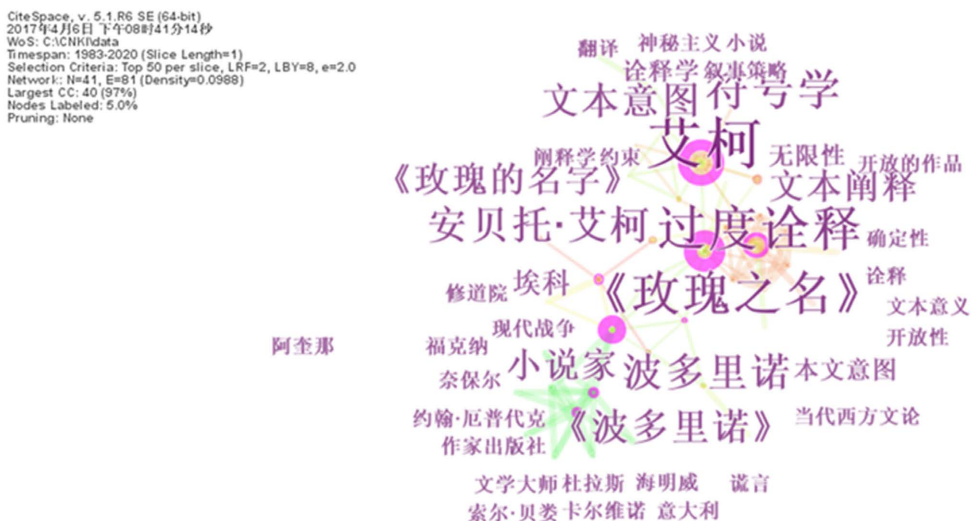 CiteSpace, v. 5.1.R6 SE (64-bit)
2017年4月6日 下午08时41分14秒
WoS: C:\CNKI\data
Timespan: 1983-2020 (Slice Length=1)
Selection Criteria: Top 50 per slice, LRF=2, LBY=8, e=2.0
Network: N=41, E=81 (Density=0.0988)
Largest CC: 40 (97%)
Nodes Labeled: 5.0%
Pruning: None
翻译 神秘主义小说
诠释学 叙事策略
文本意图 符号学
艾柯
阐释学约束 无限性 开放的作品
《玫瑰的名字》 文本阐释
安贝托·艾柯 过度诠释 确定性
修道院 埃科 《玫瑰之名》 诠释
文本意义
现代战争 开放性
阿奎那 福克纳
奈保尔 小说家 波多里诺 本文意图
约翰·厄普代克 《波多里诺》 当代西方文论
作家出版社
文学大师 杜拉斯 海明威 谎言
索尔·贝娄 卡尔维诺 意大利